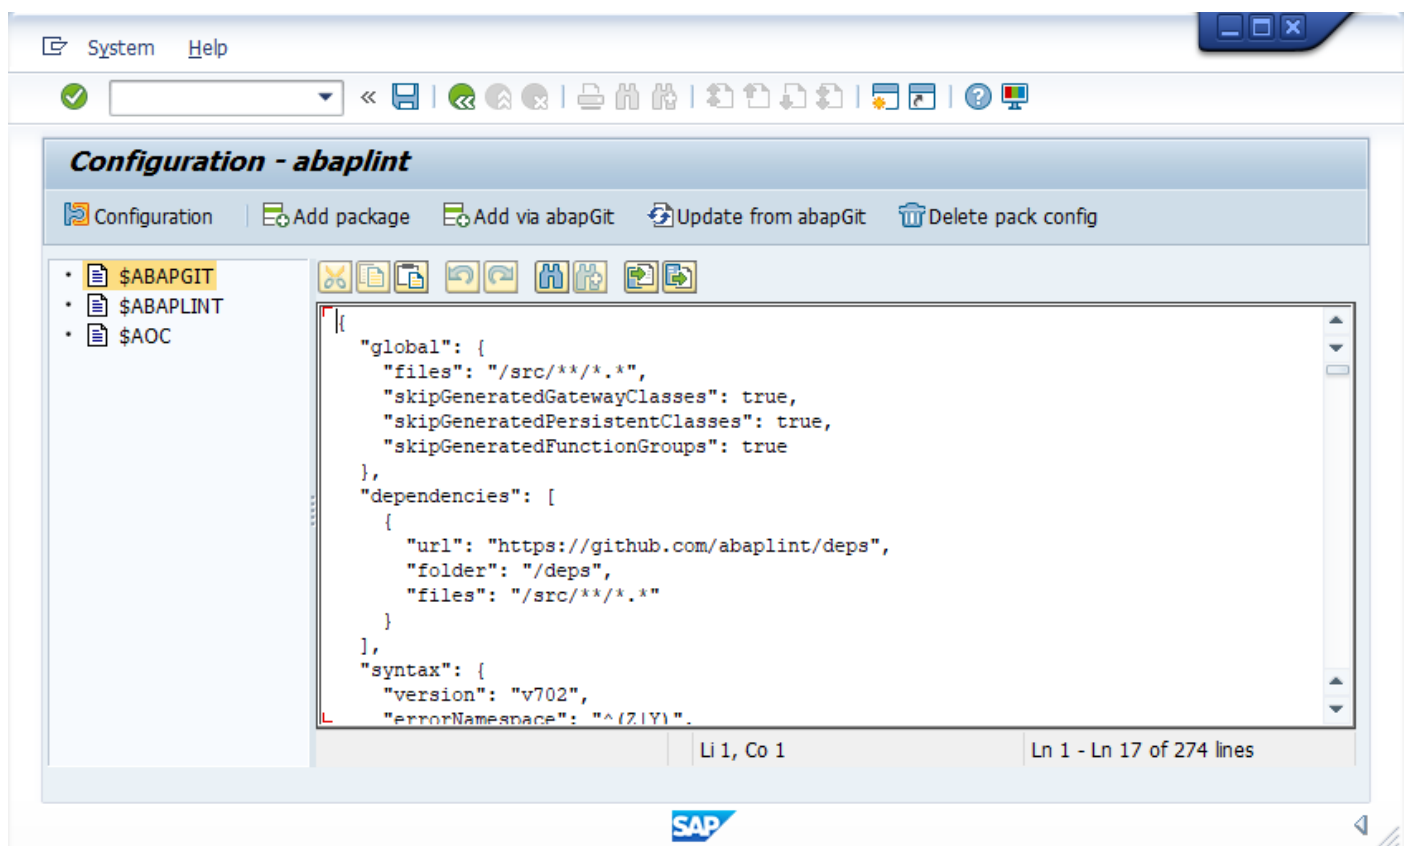 System Help
Configuration - abaplint
Configuration Add package Add via abapGit Update from abapGit Delete pack config
$ABAPGIT
$ABAPLINT
$AOC
{
"global": {
"files": "/src/**/*.*",
"skipGeneratedGatewayClasses": true,
"skipGeneratedPersistentClasses": true,
"skipGeneratedFunctionGroups": true
},
"dependencies": [
{
"url": "https://github.com/abaplint/deps",
"folder": "/deps",
"files": "/src/**/*.*"
}
],
"syntax": {
"version": "v702",
"errorNamespace": "^(Z|Y)",
Li 1, Co 1 Ln 1 - Ln 17 of 274 lines
SAP